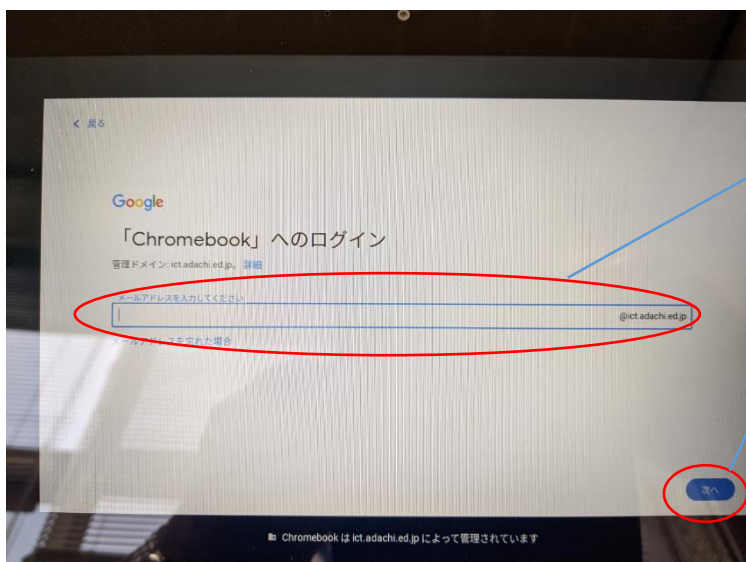 戻る
Google
「Chromebook」へのログイン
管理ドメイン: ict.adachi.ed.jp。 詳細
メールアドレスを入力してください
@ict.adachi.ed.jp
メールアドレスを忘れた場合
次へ
Chromebook は ict.adachi.ed.jp によって管理されています